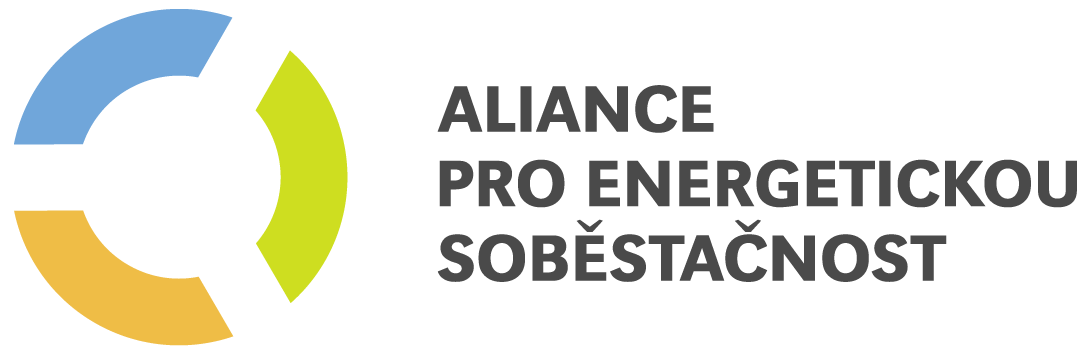 ALIANCE
PRO ENERGETICKOU
SOBĚSTAČNOST